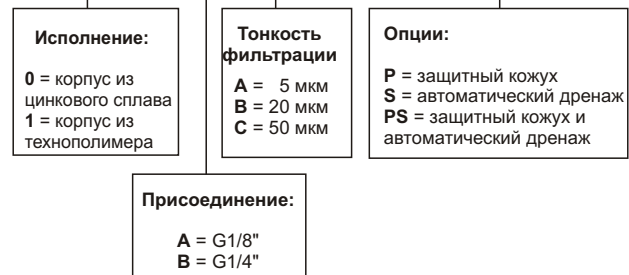 Исполнение:
0 = корпус из
цинкового сплава
1 = корпус из
технополимера
Тонкость
фильтрации
A = 5 мкм
B = 20 мкм
C = 50 мкм
Опции:
P = защитный кожух
S = автоматический дренаж
PS = защитный кожух и
автоматический дренаж
Присоединение:
A = G1/8"
B = G1/4"